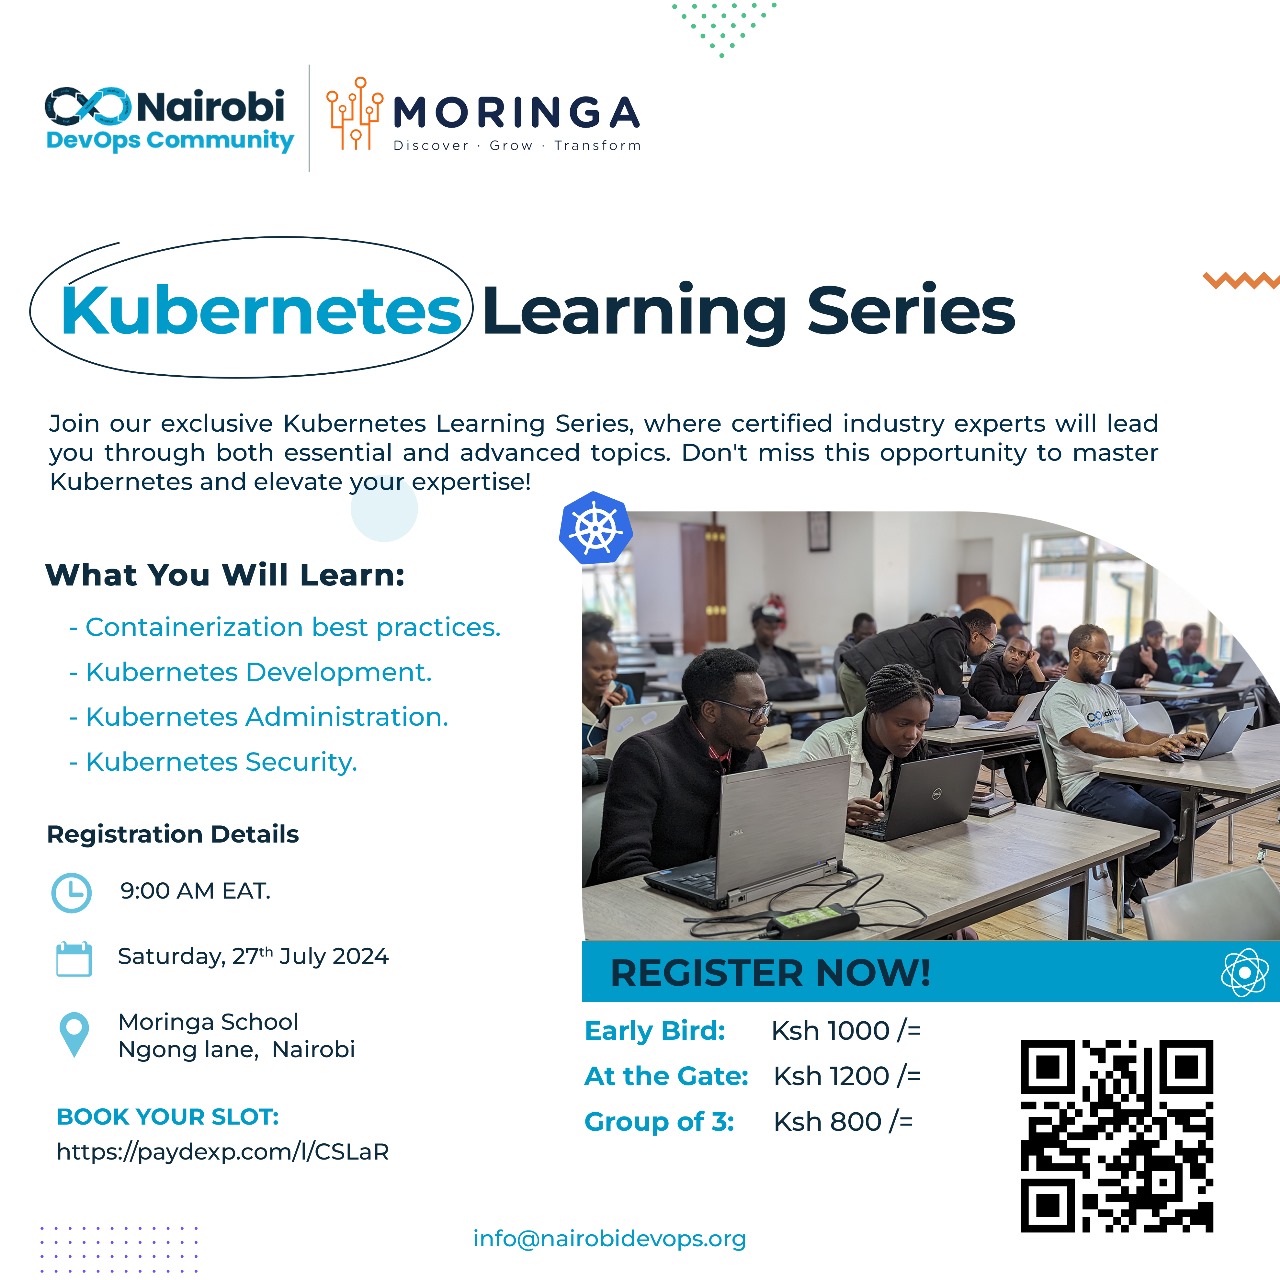 Nairobi
DevOps Community
MORINGA
Discover · Grow · Transform
Kubernetes Learning Series
Join our exclusive Kubernetes Learning Series, where certified industry experts will lead
you through both essential and advanced topics. Don't miss this opportunity to master
Kubernetes and elevate your expertise!
What You Will Learn:
- Containerization best practices.
- Kubernetes Development.
- Kubernetes Administration.
- Kubernetes Security.
Registration Details
9:00 AM EAT.
Saturday, 27th July 2024
Moringa School
Ngong lane, Nairobi
BOOK YOUR SLOT:
https://paydexp.com/l/CSLaR
REGISTER NOW!
Early Bird: Ksh 1000 /=
At the Gate: Ksh 1200 /=
Group of 3: Ksh 800 /=
info@nairobidevops.org
DELL